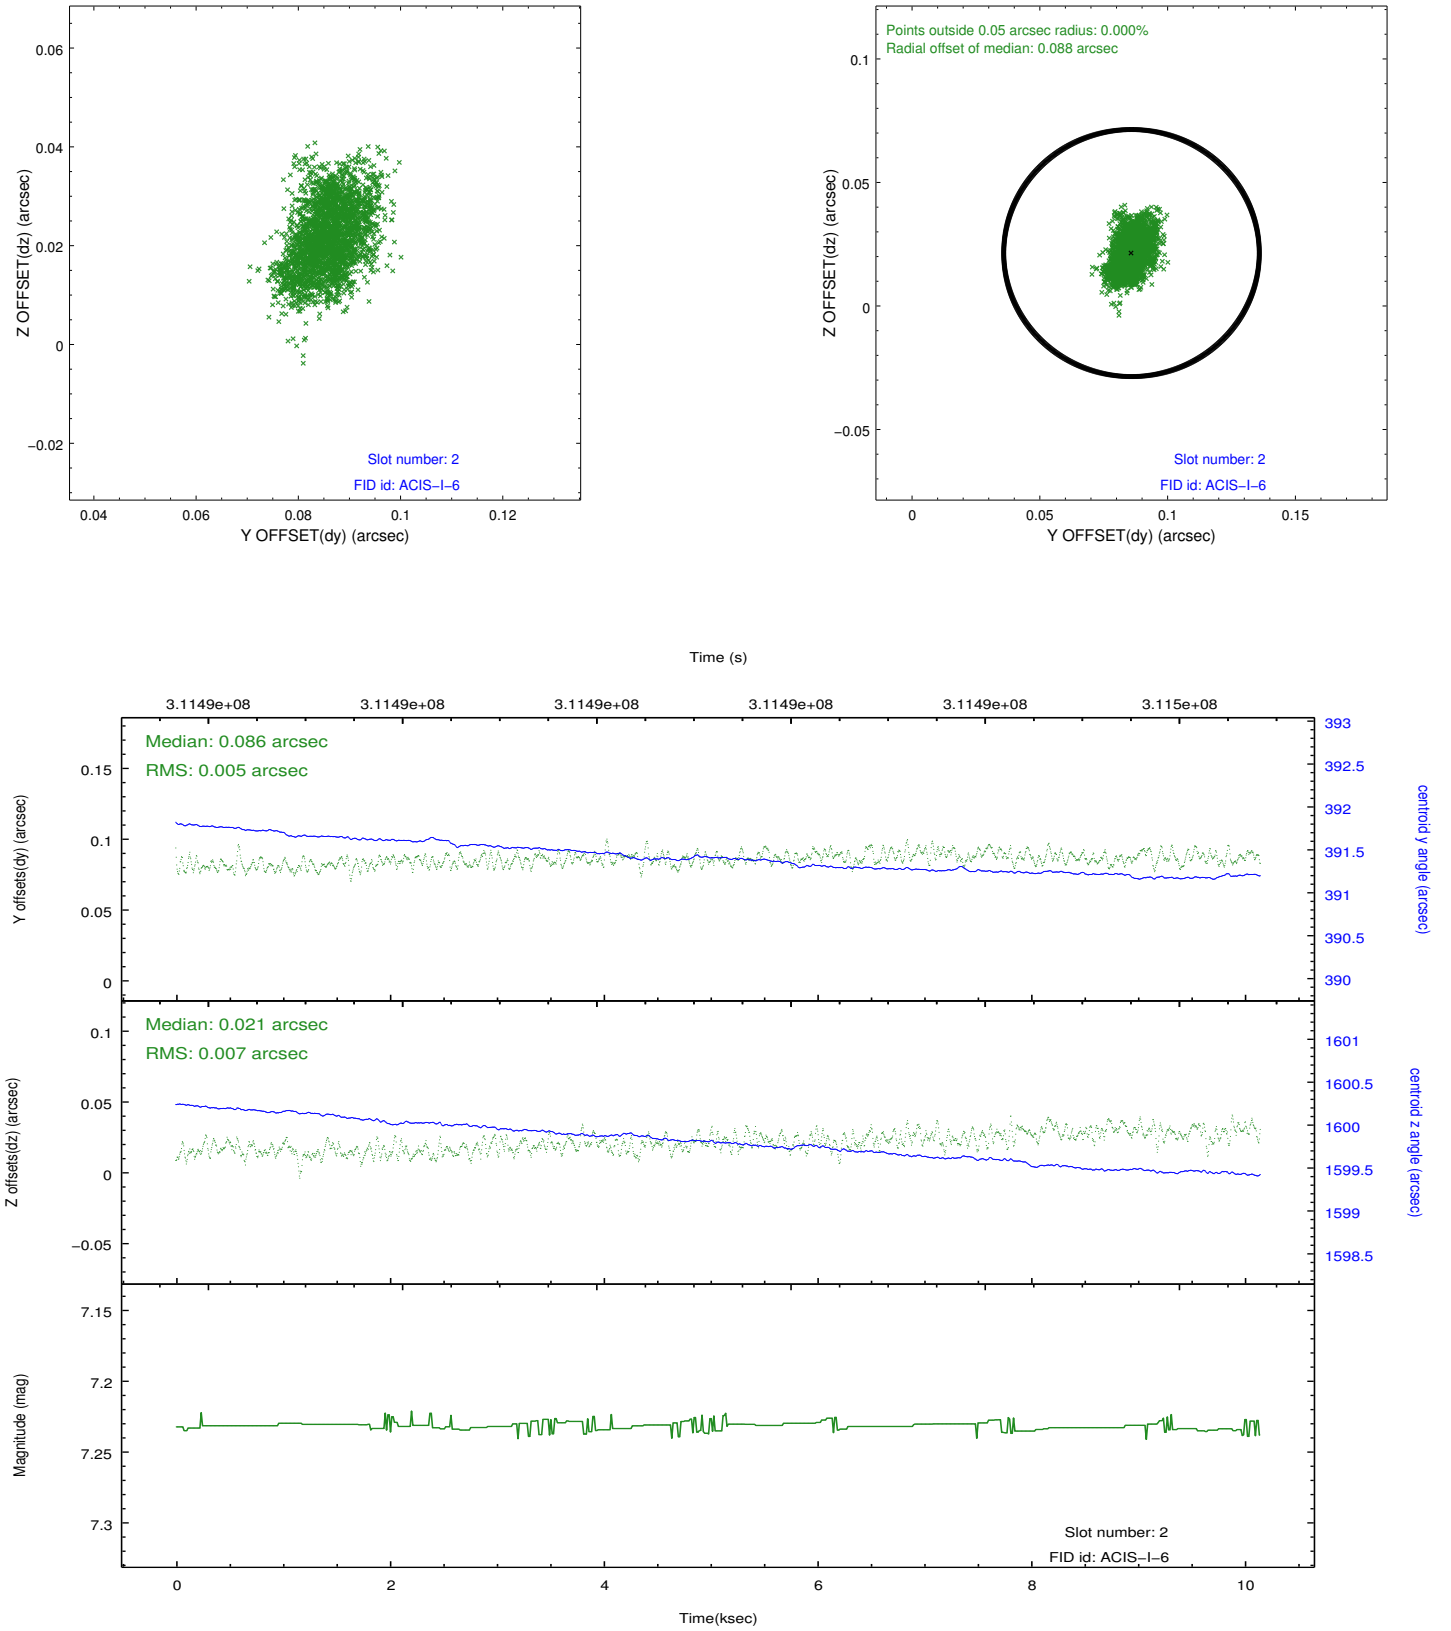 0.06
0.04
0.02
0
−0.02
Z OFFSET(dz) (arcsec)
Slot number: 2
FID id: ACIS−I−6
0.04 0.06 0.08 0.1 0.12
Y OFFSET(dy) (arcsec)
Points outside 0.05 arcsec radius: 0.000%
Radial offset of median: 0.088 arcsec
0.1
0.05
0
−0.05
Z OFFSET(dz) (arcsec)
Slot number: 2
FID id: ACIS−I−6
0 0.05 0.1 0.15
Y OFFSET(dy) (arcsec)
Time (s)
3.1149e+08 3.1149e+08 3.1149e+08 3.1149e+08 3.1149e+08 3.115e+08
Median: 0.086 arcsec
RMS: 0.005 arcsec
0.15
0.1
0.05
0
Y offsets(dy) (arcsec)
393
392.5
392
391.5
391
390.5
390
centroid y angle (arcsec)
Median: 0.021 arcsec
RMS: 0.007 arcsec
0.1
0.05
0
−0.05
Z offsets(dz) (arcsec)
1601
1600.5
1600
1599.5
1599
1598.5
centroid z angle (arcsec)
7.15
7.2
7.25
7.3
Magnitude (mag)
Slot number: 2
FID id: ACIS−I−6
0 2 4 6 8 10
Time(ksec)